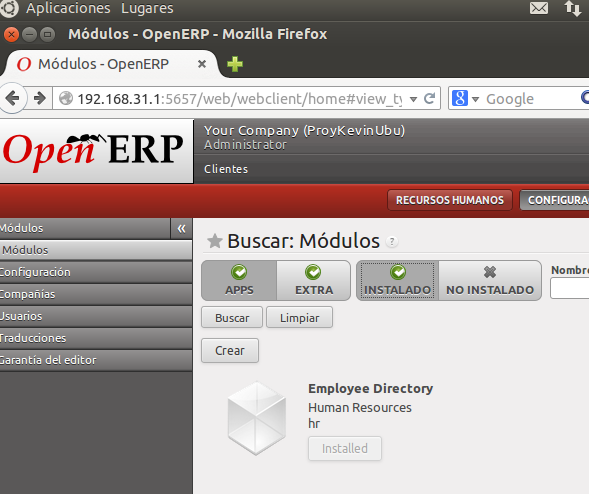 Aplicaciones Lugares
Módulos - OpenERP - Mozilla Firefox
Módulos - OpenERP
192.168.31.1:5657/web/webclient/home#view_ty
Google
Open ERP
Your Company (ProyKevinUbu)
Administrator
Clientes
RECURSOS HUMANOS
CONFIGURA
Módulos
«
Módulos
Configuración
Compañías
Usuarios
Traducciones
Garantía del editor
Buscar: Módulos ?
APPS
EXTRA
INSTALADO
NO INSTALADO
Nombre
Buscar
Limpiar
Crear
Employee Directory
Human Resources
hr
Installed